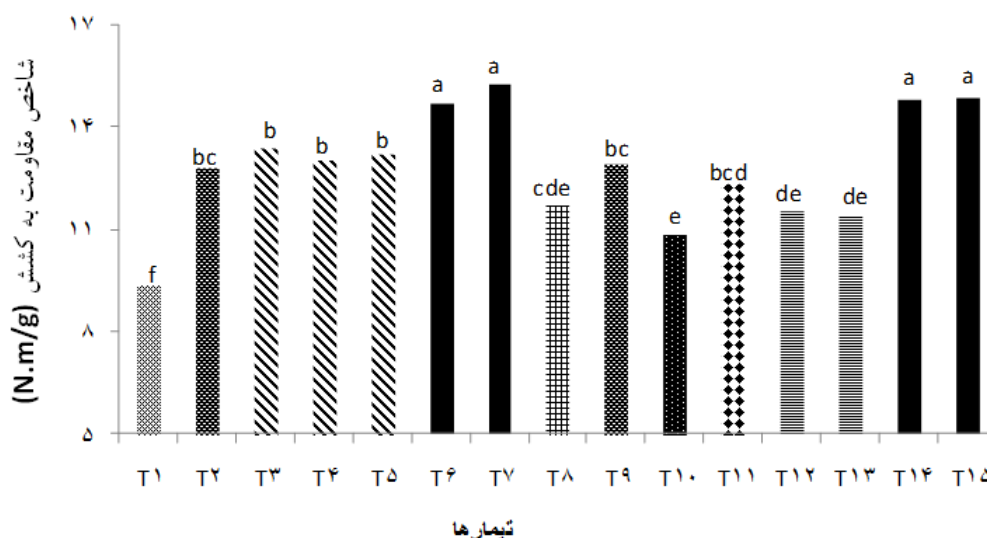 شاخص مقاومت به کشش (N.m/g)
۱۷
۱۴
۱۱
۸
۵
f bc b b b a a cde bc e bcd de de a a
T۱ T۲ T۳ T۴ T۵ T۶ T۷ T۸ T۹ T۱۰ T۱۱ T۱۲ T۱۳ T۱۴ T۱۵
تیمارها